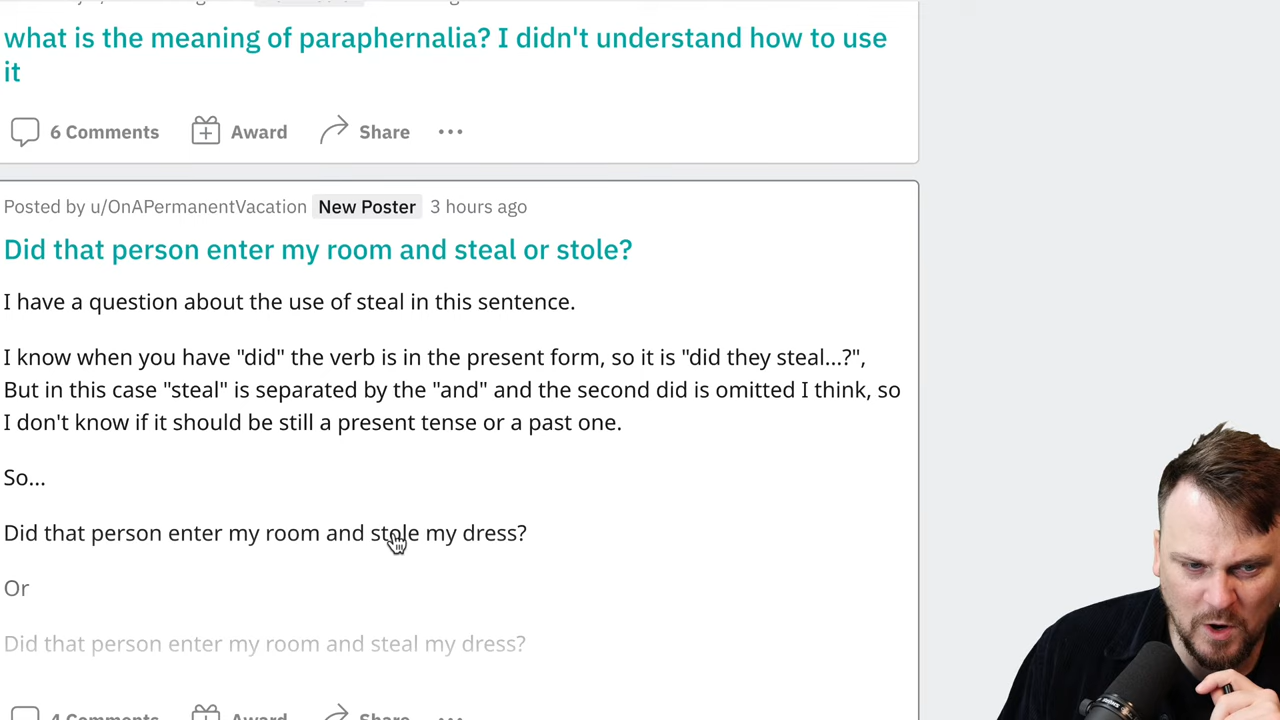 what is the meaning of paraphernalia? I didn't understand how to use
it
6 Comments Award Share
Posted by u/OnAPermanentVacation New Poster 3 hours ago
Did that person enter my room and steal or stole?
I have a question about the use of steal in this sentence.
I know when you have "did" the verb is in the present form, so it is "did they steal...?",
But in this case "steal" is separated by the "and" and the second did is omitted I think, so
I don't know if it should be still a present tense or a past one.
So...
Did that person enter my room and stole my dress?
Or
Did that person enter my room and steal my dress?
4 Comments Award Share